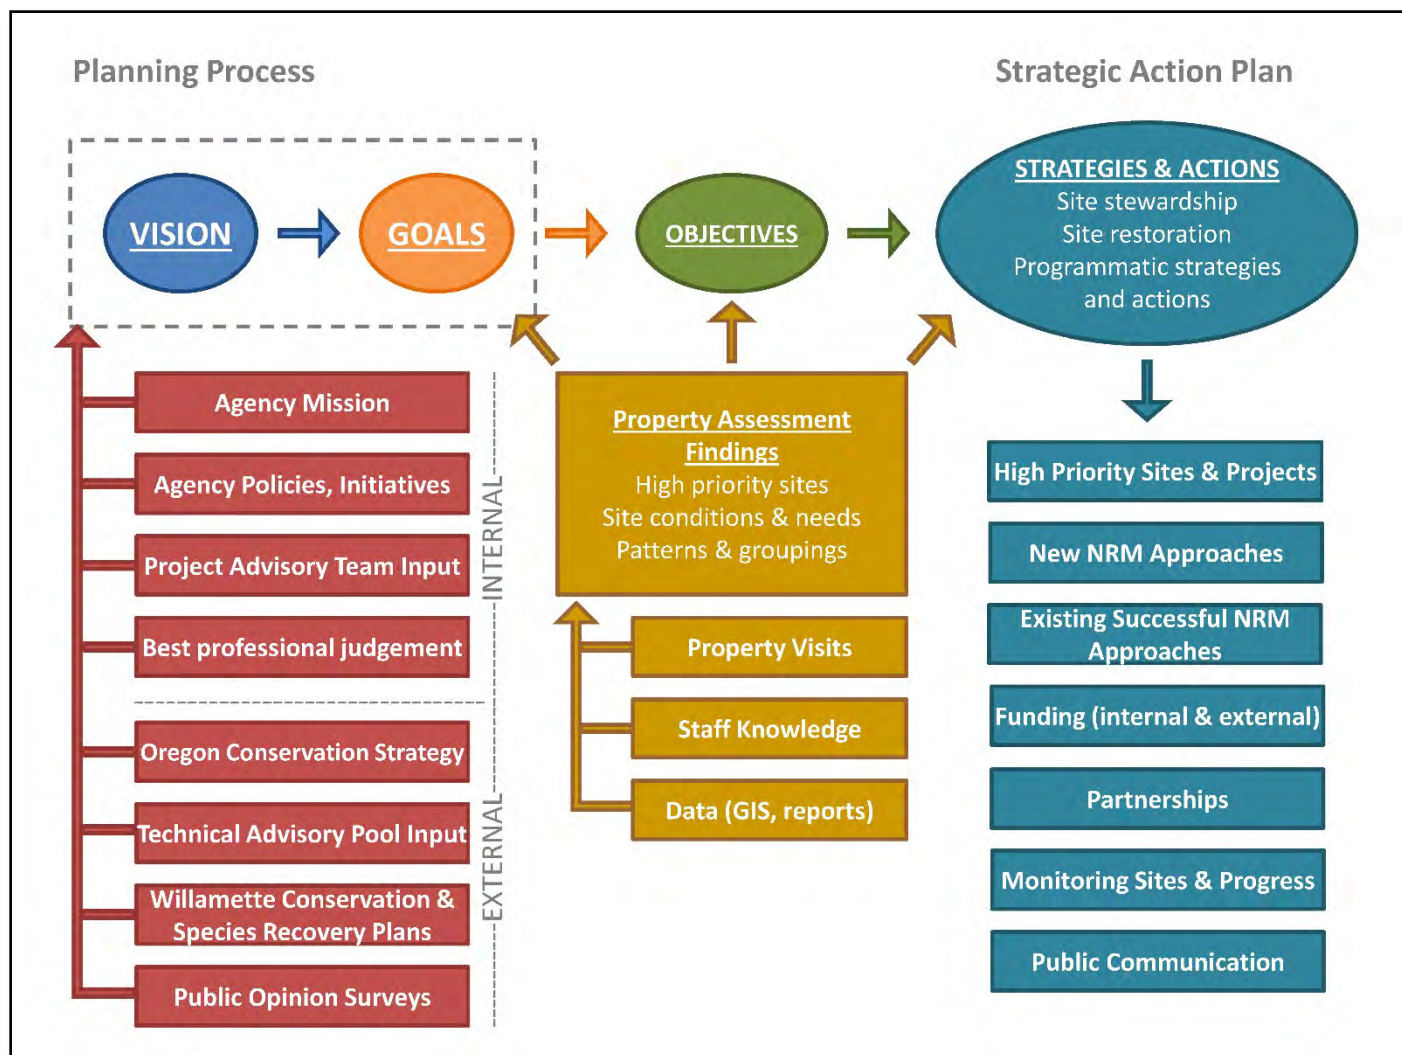 Planning Process
Strategic Action Plan
VISION
GOALS
OBJECTIVES
STRATEGIES & ACTIONS
Site stewardship
Site restoration
Programmatic strategies
and actions
Agency Mission
Agency Policies, Initiatives
Project Advisory Team Input
Best professional judgement
INTERNAL
Oregon Conservation Strategy
Technical Advisory Pool Input
Willamette Conservation &
Species Recovery Plans
Public Opinion Surveys
EXTERNAL
Property Assessment
Findings
High priority sites
Site conditions & needs
Patterns & groupings
Property Visits
Staff Knowledge
Data (GIS, reports)
High Priority Sites & Projects
New NRM Approaches
Existing Successful NRM
Approaches
Funding (internal & external)
Partnerships
Monitoring Sites & Progress
Public Communication